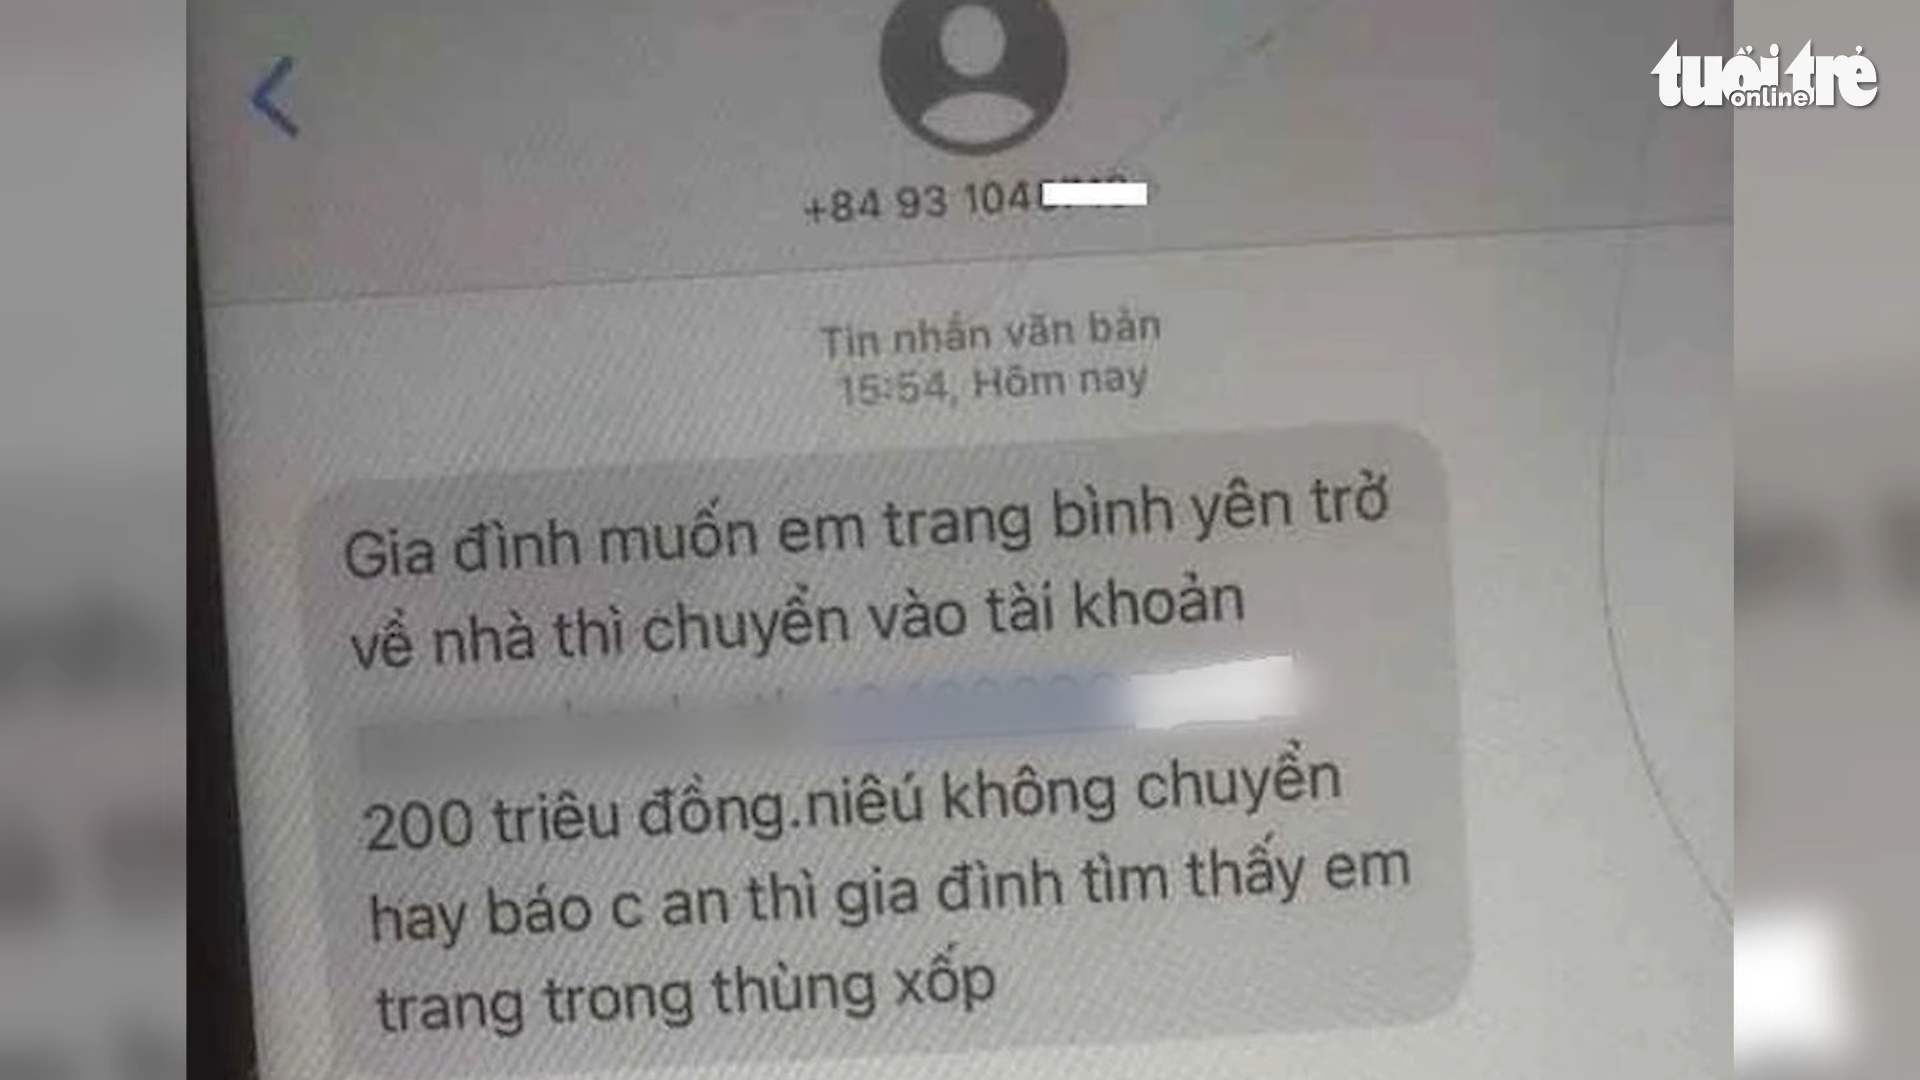 tuổi trẻ
online
+84 93 104
Tin nhắn văn bản
15:54, Hôm nay
Gia đình muốn em trang bình yên trở
về nhà thì chuyển vào tài khoản
200 triêu đồng.niêú không chuyển
hay báo c an thì gia đình tìm thấy em
trang trong thùng xốp